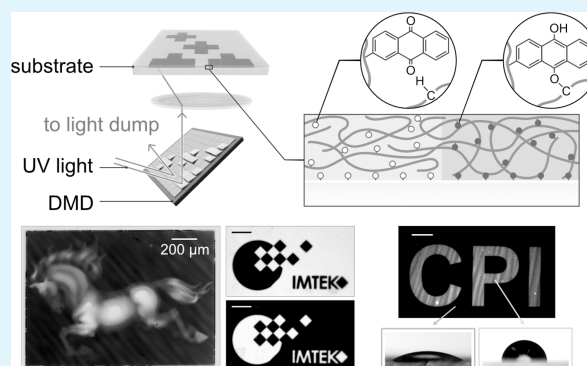 substrate
to light dump
UV light
DMD
O
O
H
C
OH
O
C
200 μm
IMTEK
IMTEK
CPI